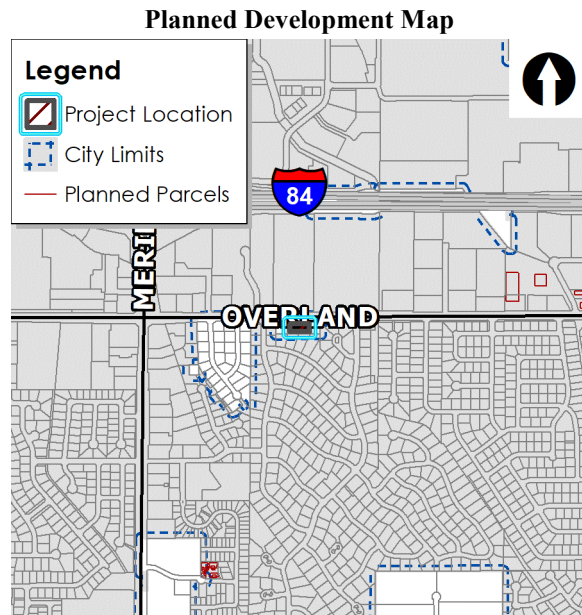 Planned Development Map
Legend
Project Location
City Limits
Planned Parcels
84
MERI
OVERLAND